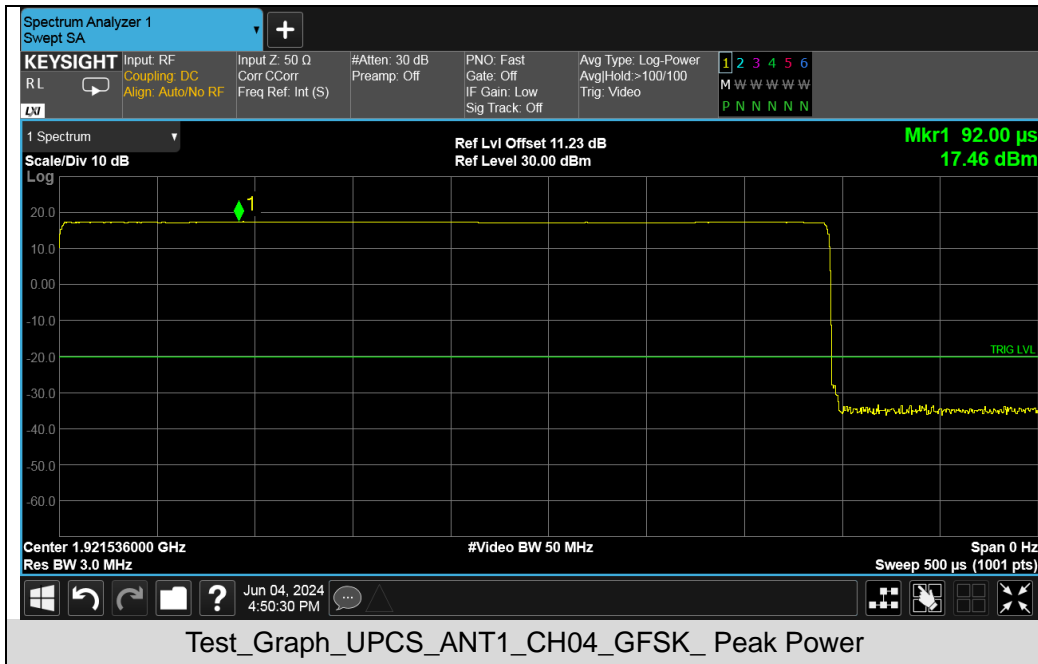 Spectrum Analyzer 1
Swept SA
+
KEYSIGHT
R L
LXI
Input: RF
Coupling: DC
Align: Auto/No RF
Input Z: 50 Ω
Corr CCorr
Freq Ref: Int (S)
#Atten: 30 dB
Preamp: Off
PNO: Fast
Gate: Off
IF Gain: Low
Sig Track: Off
Avg Type: Log-Power
Avg|Hold:>100/100
Trig: Video
1 2 3 4 5 6
M W W W W W
P N N N N N
1 Spectrum
Scale/Div 10 dB
Ref Lvl Offset 11.23 dB
Ref Level 30.00 dBm
Mkr1 92.00 µs
17.46 dBm
Log
1
20.0
10.0
0.00
-10.0
-20.0
TRIG LVL
-30.0
-40.0
-50.0
-60.0
Center 1.921536000 GHz
#Video BW 50 MHz
Span 0 Hz
Res BW 3.0 MHz
Sweep 500 µs (1001 pts)
?
Jun 04, 2024
4:50:30 PM
Test_Graph_UPCS_ANT1_CH04_GFSK_ Peak Power